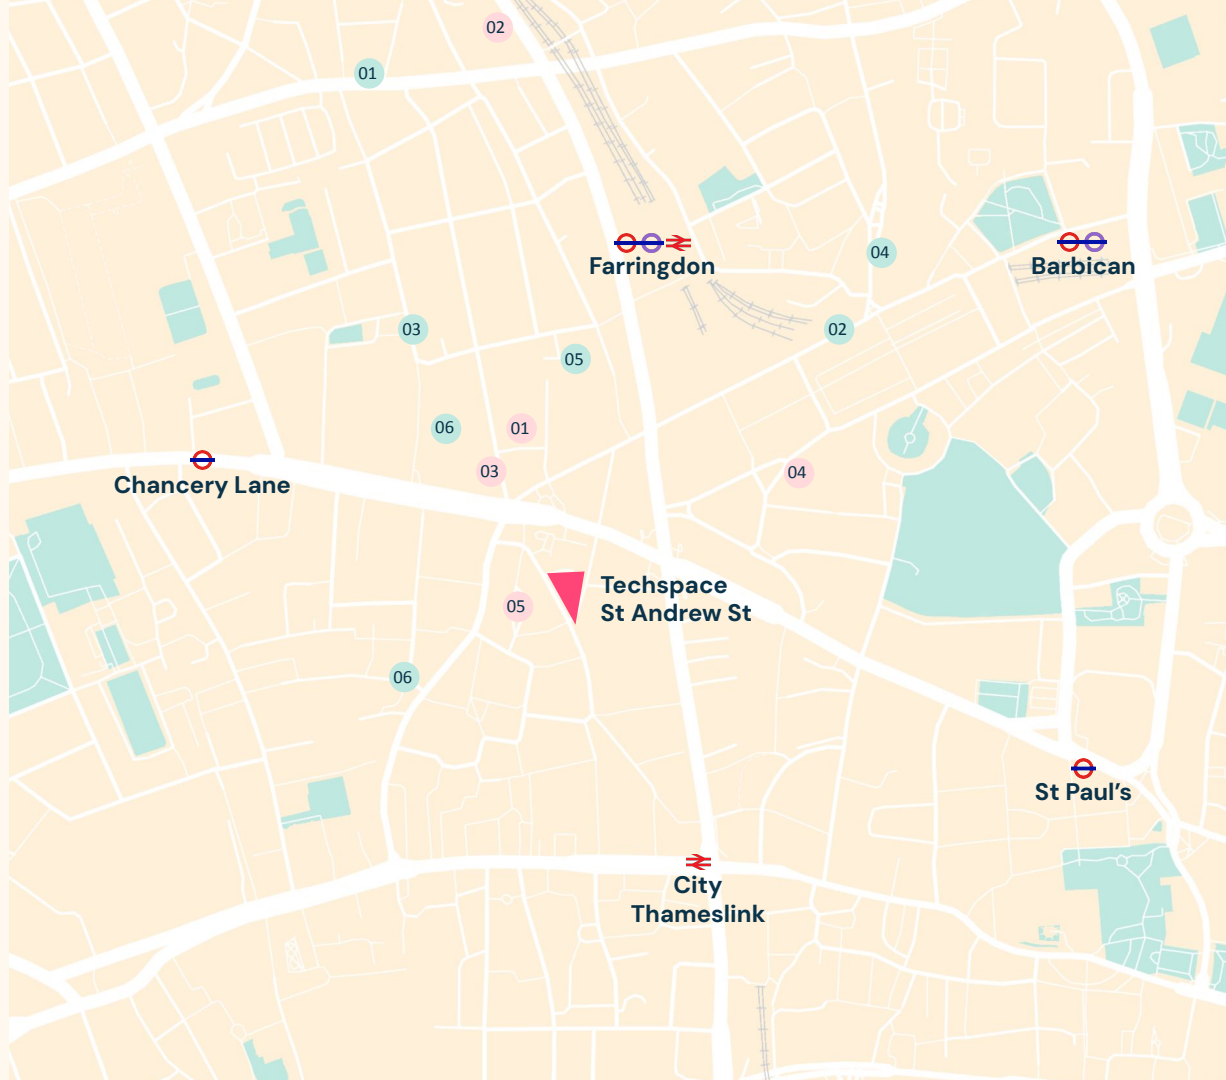 02
01
04
Farringdon
Barbican
03
02
05
06
01
03
04
Chancery Lane
Techspace
St Andrew St
05
06
St Paul’s
City
Thameslink